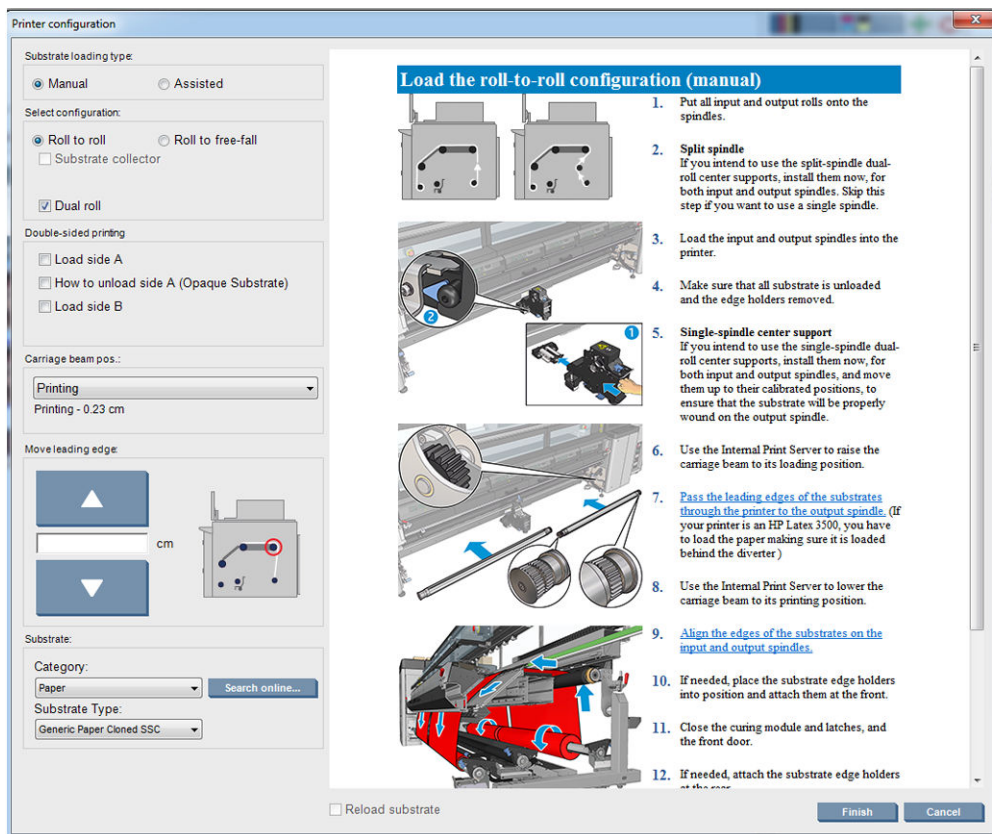 Printer configuration
Substrate loading type:
Manual
Assisted
Select configuration:
Roll to roll
Roll to free-fall
Substrate collector
Dual roll
Double-sided printing
Load side A
How to unload side A (Opaque Substrate)
Load side B
Carriage beam pos.:
Printing
Printing - 0.23 cm
Move leading edge:
cm
Substrate:
Category:
Paper
Search online...
Substrate Type:
Generic Paper Cloned SSC
Load the roll-to-roll configuration (manual)
1. Put all input and output rolls onto the
spindles.
2. Split spindle
If you intend to use the split-spindle dual-
roll center supports, install them now, for
both input and output spindles. Skip this
step if you want to use a single spindle.
3. Load the input and output spindles into the
printer.
4. Make sure that all substrate is unloaded
and the edge holders removed.
5. Single-spindle center support
If you intend to use the single-spindle dual-
roll center supports, install them now, for
both input and output spindles, and move
them up to their calibrated positions, to
ensure that the substrate will be properly
wound on the output spindle.
6. Use the Internal Print Server to raise the
carriage beam to its loading position.
7. Pass the leading edges of the substrates
through the printer to the output spindle. (If
your printer is an HP Latex 3500, you have
to load the paper making sure it is loaded
behind the diverter )
8. Use the Internal Print Server to lower the
carriage beam to its printing position.
9. Align the edges of the substrates on the
input and output spindles.
10. If needed, place the substrate edge holders
into position and attach them at the front.
11. Close the curing module and latches, and
the front door.
12. If needed, attach the substrate edge holders
at the rear.
2
1
Reload substrate
Finish
Cancel